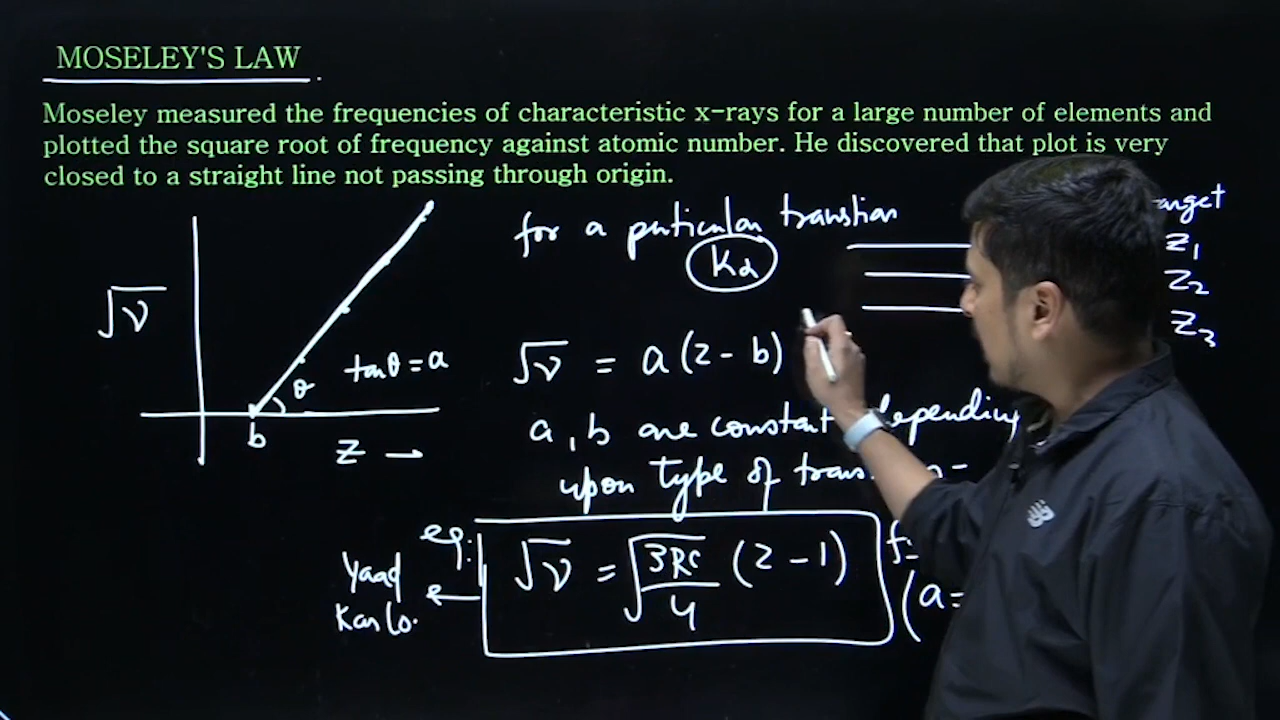 MOSELEY'S LAW
Moseley measured the frequencies of characteristic x-rays for a large number of elements and
plotted the square root of frequency against atomic number. He discovered that plot is very
closed to a straight line not passing through origin.
for a particular transtian
Kα
Z₁
Z₂
Z₃
√ν
tanθ = a
θ
b
Z →
√ν = a (z - b)
a, b are constant depending
upon type of
eg:
√ν = √3RC/4 (z - 1)
Yaad
Kar lo.
(a =